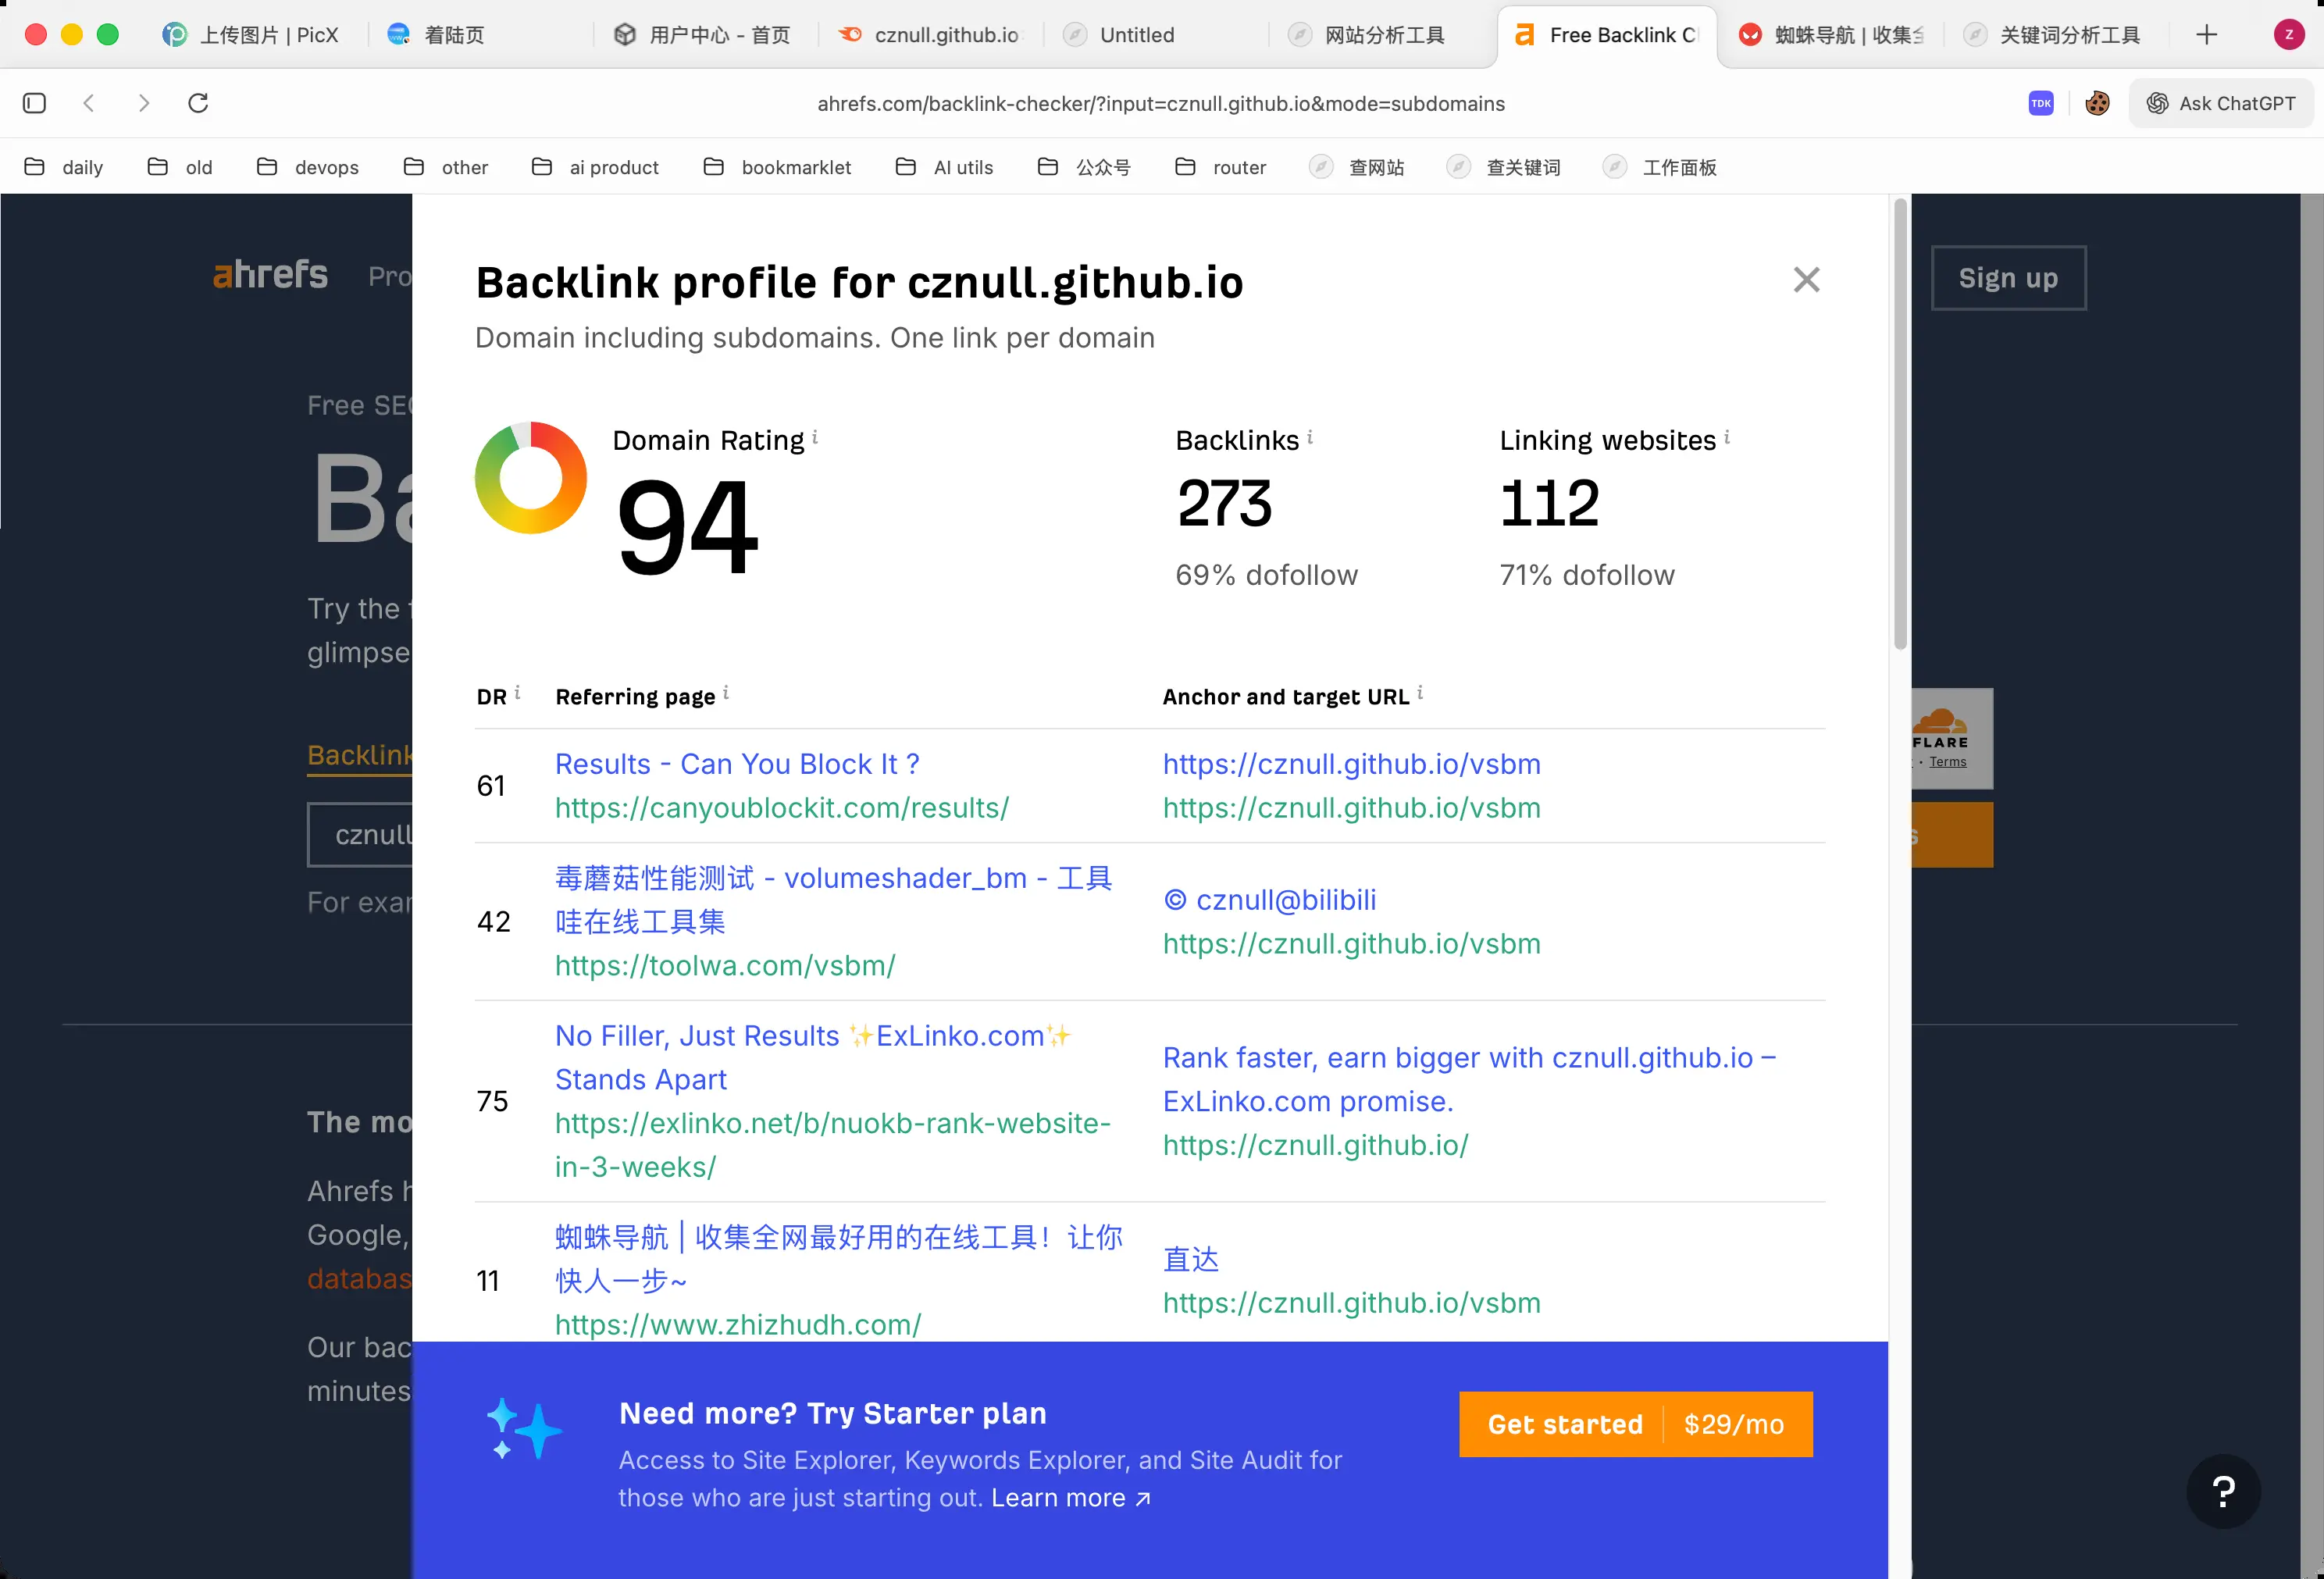 上传图片 | PicX
着陆页
用户中心 - 首页
cznull.github.io
Untitled
网站分析工具
Free Backlink C
蜘蛛导航 | 收集
关键词分析工具
Z
ahrefs.com/backlink-checker/?input=cznull.github.io&mode=subdomains
TDK
Ask ChatGPT
daily
old
devops
other
ai product
bookmarklet
AI utils
公众号
router
查网站
查关键词
工作面板
ahrefs
Pro
Sign up
Free SEO
Ba
Try the
glimpse
Backlink
cznull
For exar
FLARE
• Terms
s
The mo
Ahrefs h
Google,
databas
Our bac
minutes
Backlink profile for cznull.github.io
Domain including subdomains. One link per domain
Domain Rating i
94
Backlinks i
273
69% dofollow
Linking websites i
112
71% dofollow
DR i
Referring page i
Anchor and target URL i
61
Results - Can You Block It ?
https://canyoublockit.com/results/
https://cznull.github.io/vsbm
https://cznull.github.io/vsbm
42
毒蘑菇性能测试 - volumeshader_bm - 工具
哇在线工具集
https://toolwa.com/vsbm/
© cznull@bilibili
https://cznull.github.io/vsbm
75
No Filler, Just Results ✨ExLinko.com✨
Stands Apart
https://exlinko.net/b/nuokb-rank-website-
in-3-weeks/
Rank faster, earn bigger with cznull.github.io –
ExLinko.com promise.
https://cznull.github.io/
11
蜘蛛导航 | 收集全网最好用的在线工具！让你
快人一步~
https://www.zhizhudh.com/
直达
https://cznull.github.io/vsbm
Need more? Try Starter plan
Access to Site Explorer, Keywords Explorer, and Site Audit for
those who are just starting out. Learn more ↗
Get started | $29/mo
?